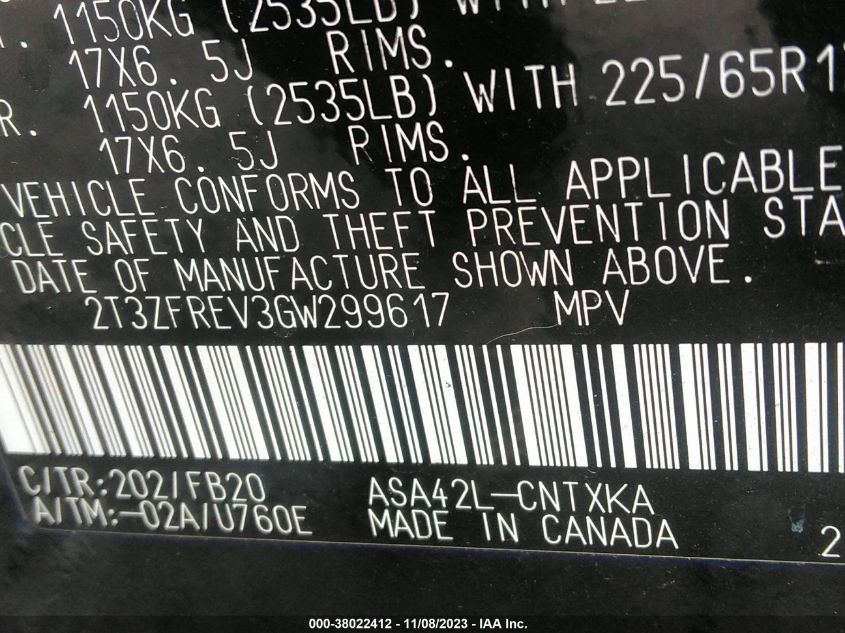 1150KG (2535LB) WITH
17X6. 5J RIMS.
R. 1150KG (2535LB) WITH 225/65R17
17X6. 5J RIMS.
VEHICLE CONFORMS TO ALL APPLICABLE
CLE SAFETY AND THEFT PREVENTION STA
DATE OF MANUFACTURE SHOWN ABOVE.
2T3ZFREV3GW299617 MPV
C/TR:202/FB20 ASA42L-CNTXKA
A/TM:-02A/U760E MADE IN CANADA 2
000-38022412 - 11/08/2023 - IAA Inc.